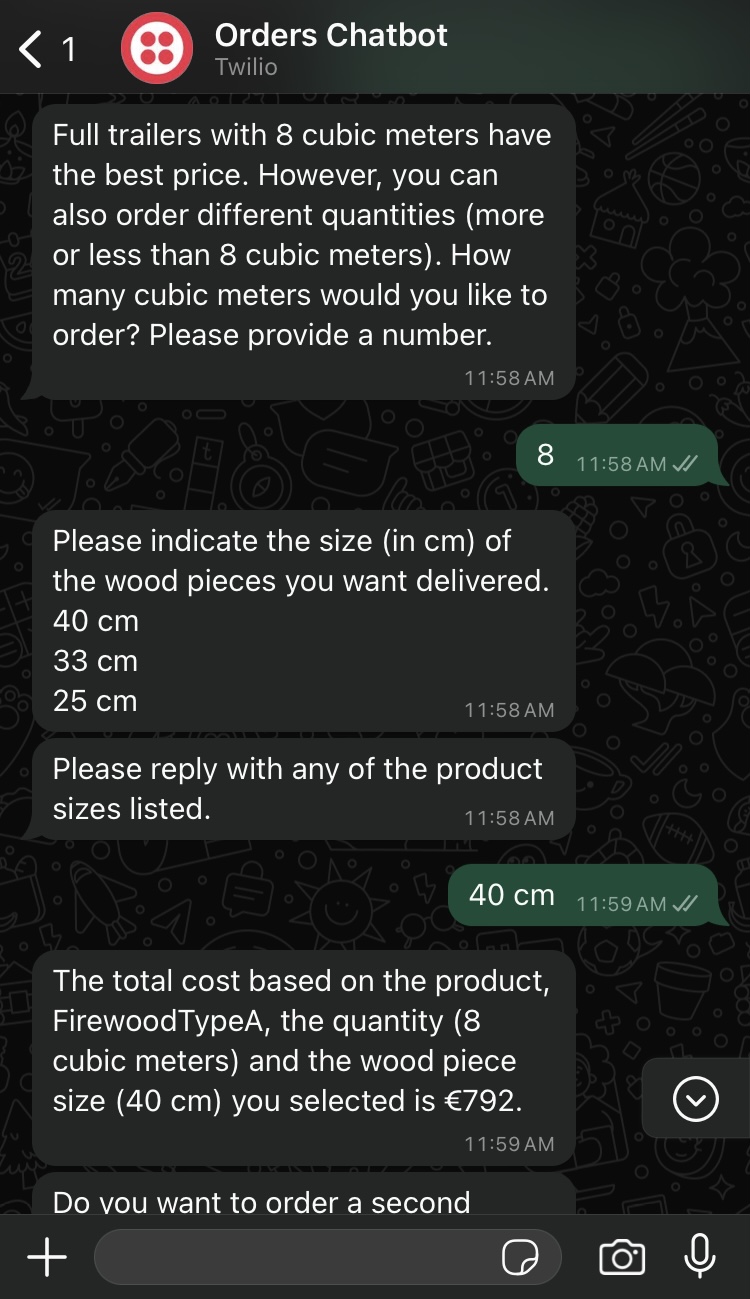 1
Orders Chatbot
Twilio
Full trailers with 8 cubic meters have
the best price. However, you can
also order different quantities (more
or less than 8 cubic meters). How
many cubic meters would you like to
order? Please provide a number.
11:58 AM
8 11:58 AM
Please indicate the size (in cm) of
the wood pieces you want delivered.
40 cm
33 cm
25 cm
11:58 AM
Please reply with any of the product
sizes listed.
11:58 AM
40 cm 11:59 AM
The total cost based on the product,
FirewoodTypeA, the quantity (8
cubic meters) and the wood piece
size (40 cm) you selected is €792.
11:59 AM
Do you want to order a second